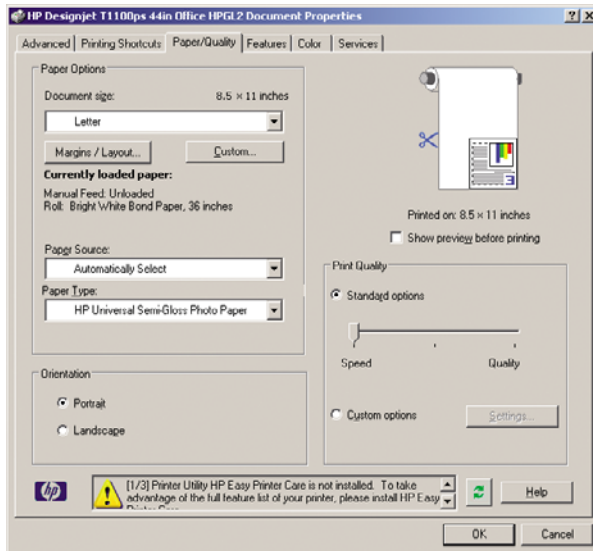 HP Designjet T1100ps 44in Office HPGL2 Document Properties
Advanced Printing Shortcuts Paper/Quality Features Color Services
Paper Options
Document size: 8.5 × 11 inches
Letter
Margins / Layout... Custom...
Currently loaded paper:
Manual Feed: Unloaded
Roll: Bright White Bond Paper, 36 inches
Paper Source:
Automatically Select
Paper Type:
HP Universal Semi-Gloss Photo Paper
Orientation
Portrait
Landscape
3
Printed on: 8.5 × 11 inches
Show preview before printing
Print Quality
Standard options
Speed Quality
Custom options Settings...
hp
[1/3] Printer Utility HP Easy Printer Care is not installed. To take
advantage of the full feature list of your printer, please install HP Easy
Printer Care
Help
OK Cancel